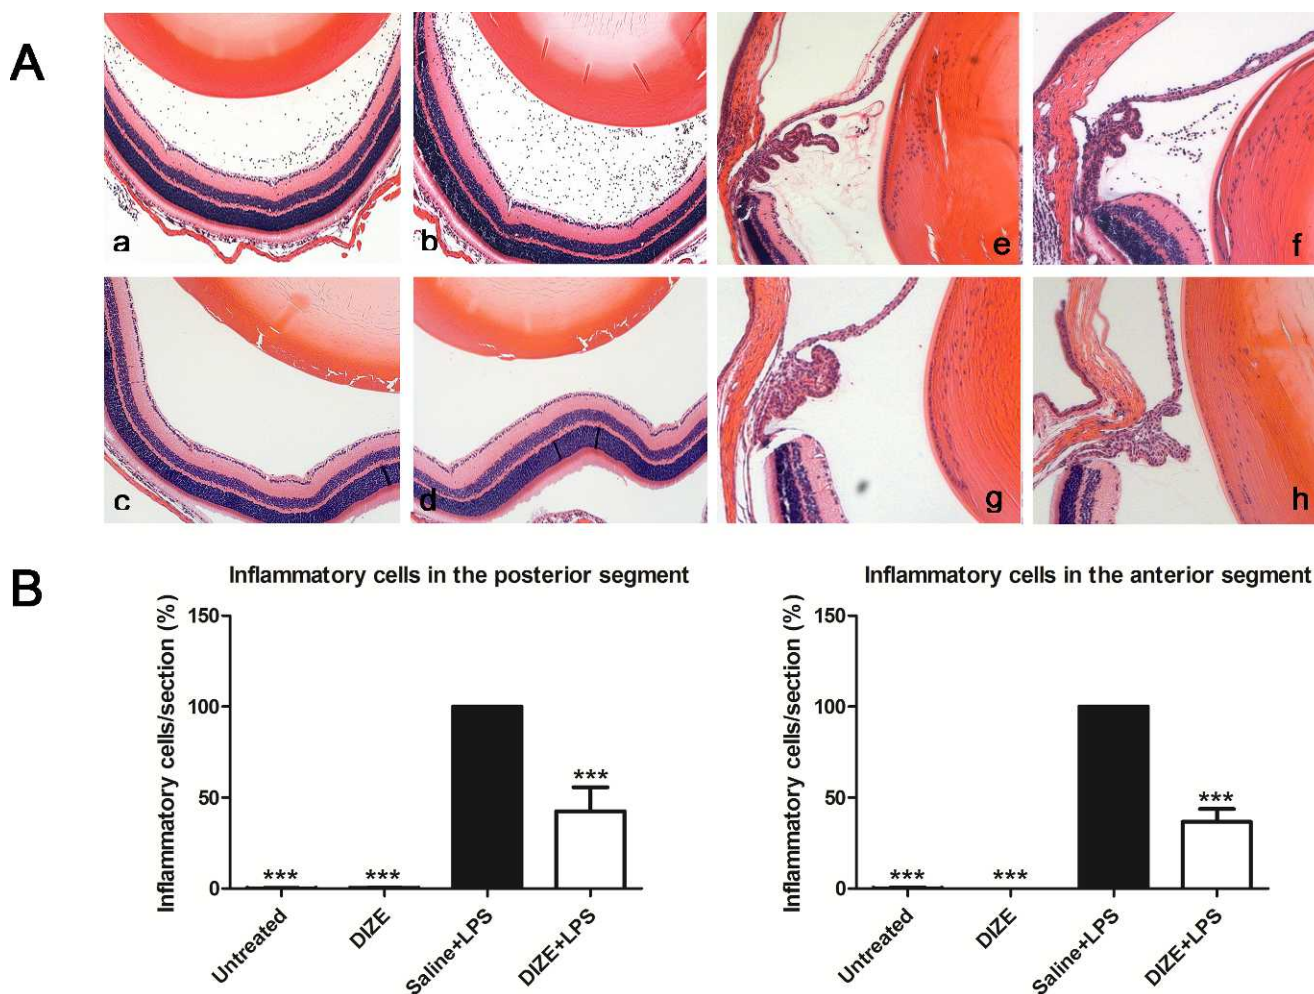 A
a
b
e
f
c
d
g
h
B
Inflammatory cells in the posterior segment
Inflammatory cells/section (%)
150
100
50
0
***
***
***
Untreated
DIZE
Saline+LPS
DIZE+LPS
Inflammatory cells in the anterior segment
Inflammatory cells/section (%)
150
100
50
0
***
***
***
Untreated
DIZE
Saline+LPS
DIZE+LPS